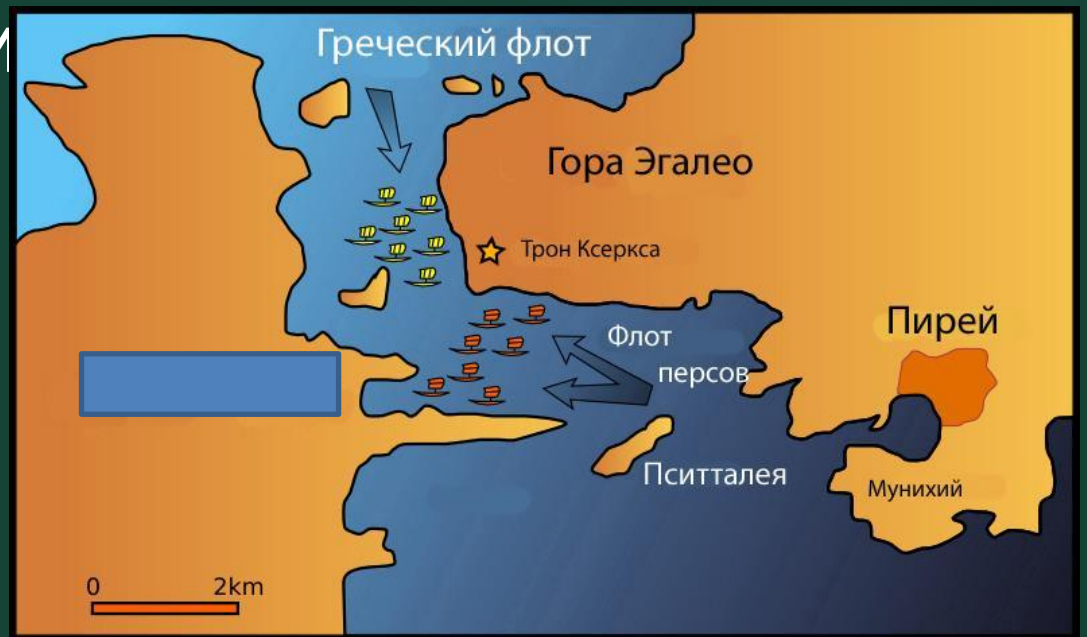 Греческий флот
Гора Эгалео
Трон Ксеркса
Пирей
Флот
персов
Пситталея
Мунихий
0 2km